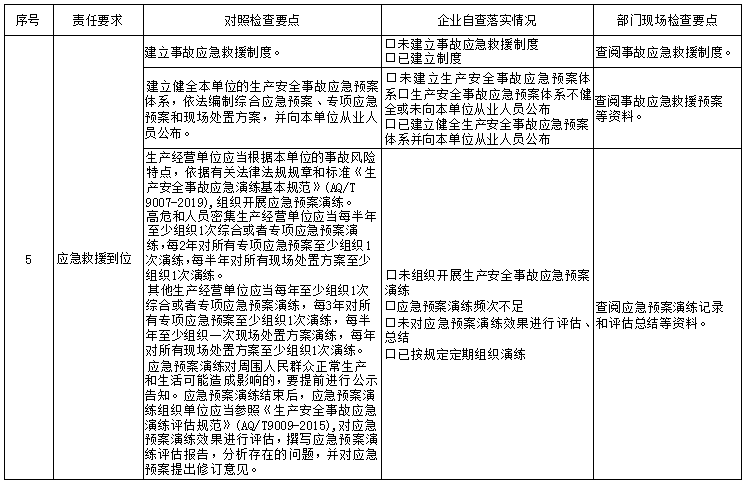 序号 责任要求 对照检查要点 企业自查落实情况 部门现场检查要点
5 应急救援到位
建立事故应急救援制度。
□未建立事故应急救援制度
□已建立制度
查阅事故应急救援制度。
建立健全本单位的生产安全事故应急预案
体系，依法编制综合应急预案、专项应急
预案和现场处置方案，并向本单位从业人
员公布。
□未建立生产安全事故应急预案体
系口生产安全事故应急预案体系不健
全或未向本单位从业人员公布
□已建立健全生产安全事故应急预案
体系并向本单位从业人员公布
查阅事故应急救援预案
等资料。
生产经营单位应当根据本单位的事故风险
特点，依据有关法律法规规章和标准《生
产安全事故应急演练基本规范》(AQ/T
9007-2019),组织开展应急预案演练。
高危和人员密集生产经营单位应当每半年
至少组织1次综合或者专项应急预案演
练,每2年对所有专项应急预案至少组织1
次演练,每半年对所有现场处置方案至少
组织1次演练。
其他生产经营单位应当每年至少组织1次
综合或者专项应急预案演练，每3年对所
有专项应急预案至少组织1次演练，每半
年至少组织一次现场处置方案演练，每年
对所有现场处置方案至少组织1次演练。
应急预案演练对周围人民群众正常生产
和生活可能造成影响的,要提前进行公示
告知。应急预案演练结束后，应急预案演
练组织单位应当参照《生产安全事故应急
演练评估规范》(AQ/T9009-2015),对应急
预案演练效果进行评估，撰写应急预案演
练评估报告，分析存在的问题，并对应急
预案提出修订意见。
□未组织开展生产安全事故应急预案
演练
□应急预案演练频次不足
□未对应急预案演练效果进行评估、
总结
□已按规定定期组织演练
查阅应急预案演练记录
和评估总结等资料。